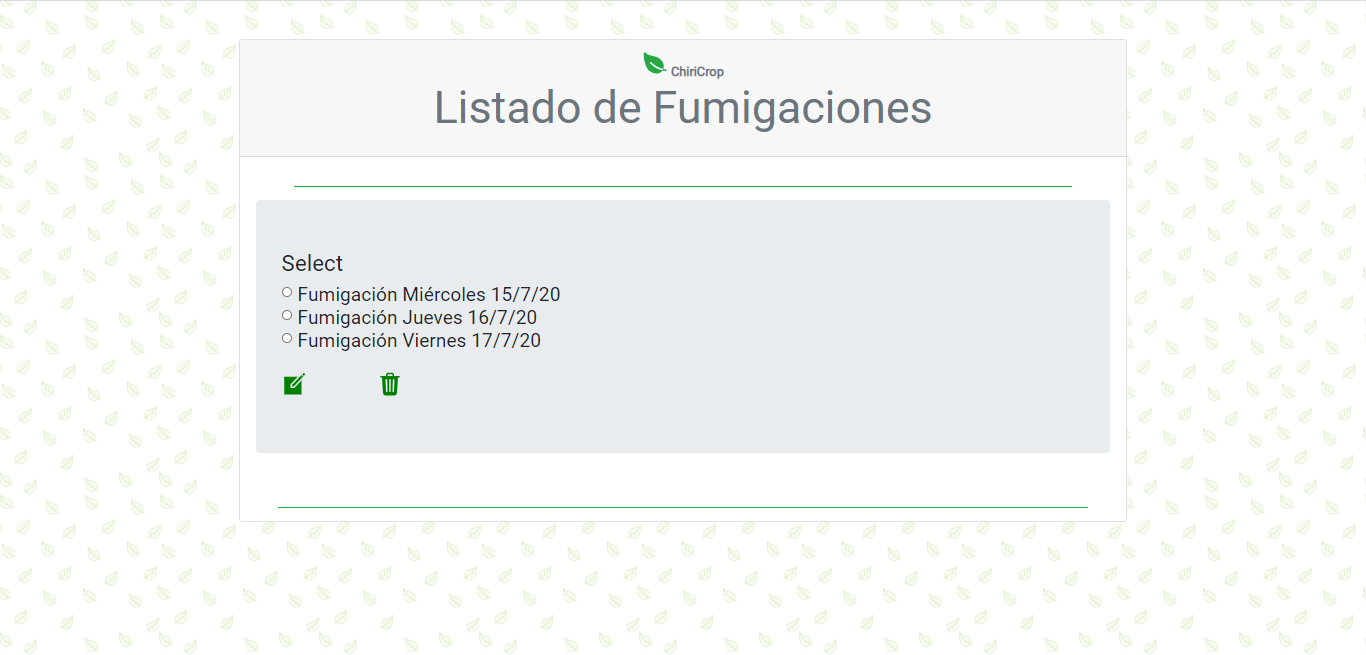 ChiriCrop
Listado de Fumigaciones
Select
Fumigación Miércoles 15/7/20
Fumigación Jueves 16/7/20
Fumigación Viernes 17/7/20